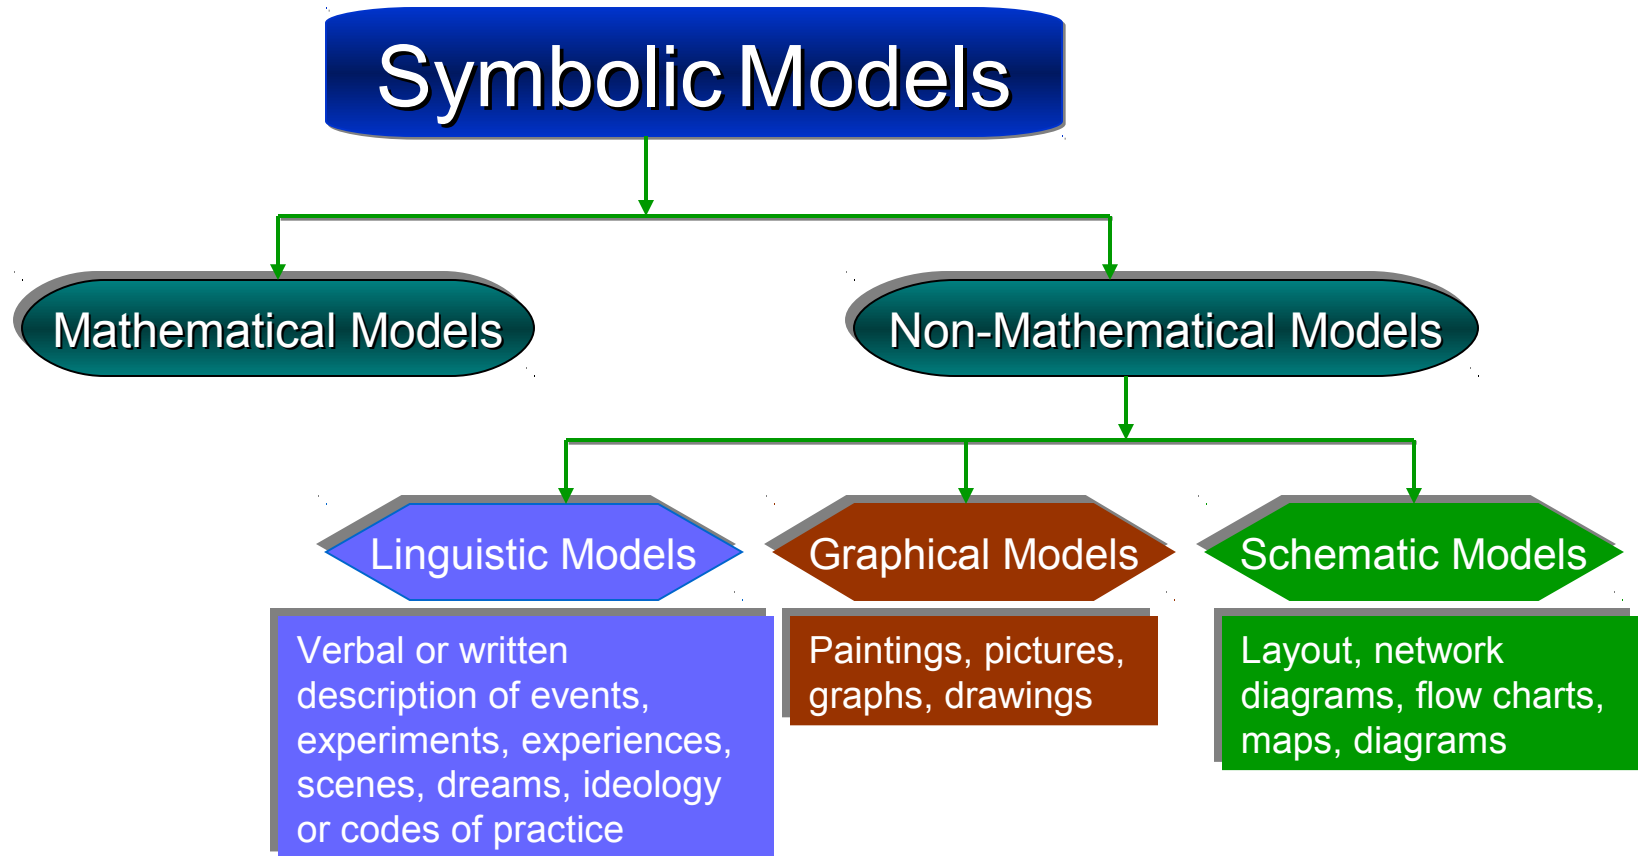 Symbolic Models
Mathematical Models
Non-Mathematical Models
Linguistic Models
Graphical Models
Schematic Models
Verbal or written
description of events,
experiments, experiences,
scenes, dreams, ideology
or codes of practice
Paintings, pictures,
graphs, drawings
Layout, network
diagrams, flow charts,
maps, diagrams